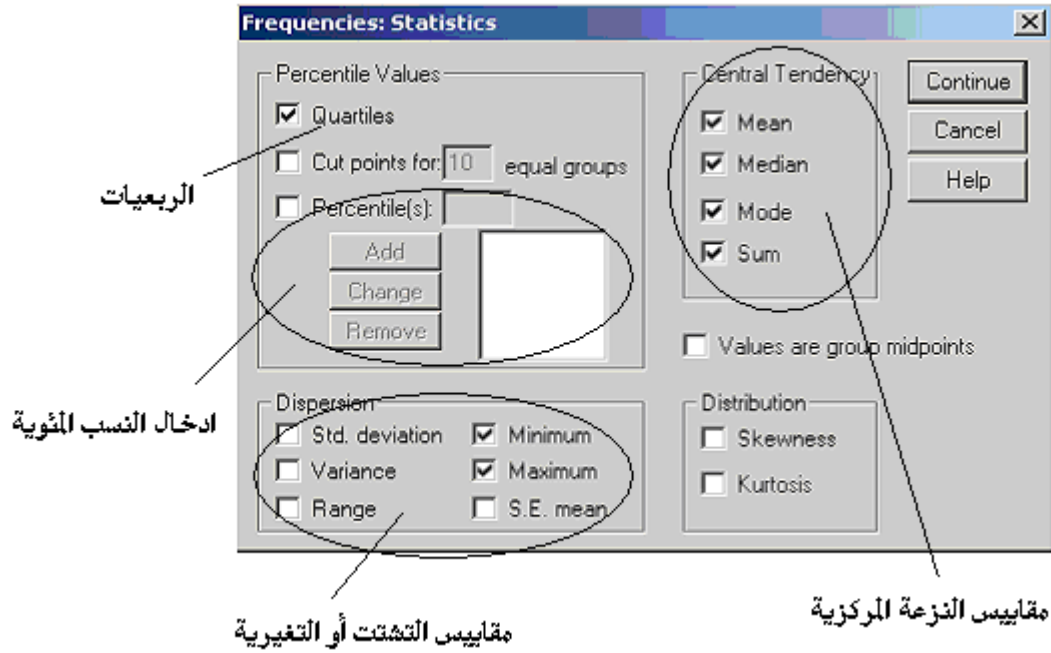 Frequencies: Statistics
Percentile Values
Quartiles
Cut points for: 10 equal groups
Percentile(s):
Add
Change
Remove
Central Tendency
Mean
Median
Mode
Sum
Continue
Cancel
Help
Values are group midpoints
Dispersion
Std. deviation
Minimum
Variance
Maximum
Range
S.E. mean
Distribution
Skewness
Kurtosis
الربعيات
ادخال النسب المئوية
مقاييس التشتت أو التغيرية
مقاييس النزعة المركزية